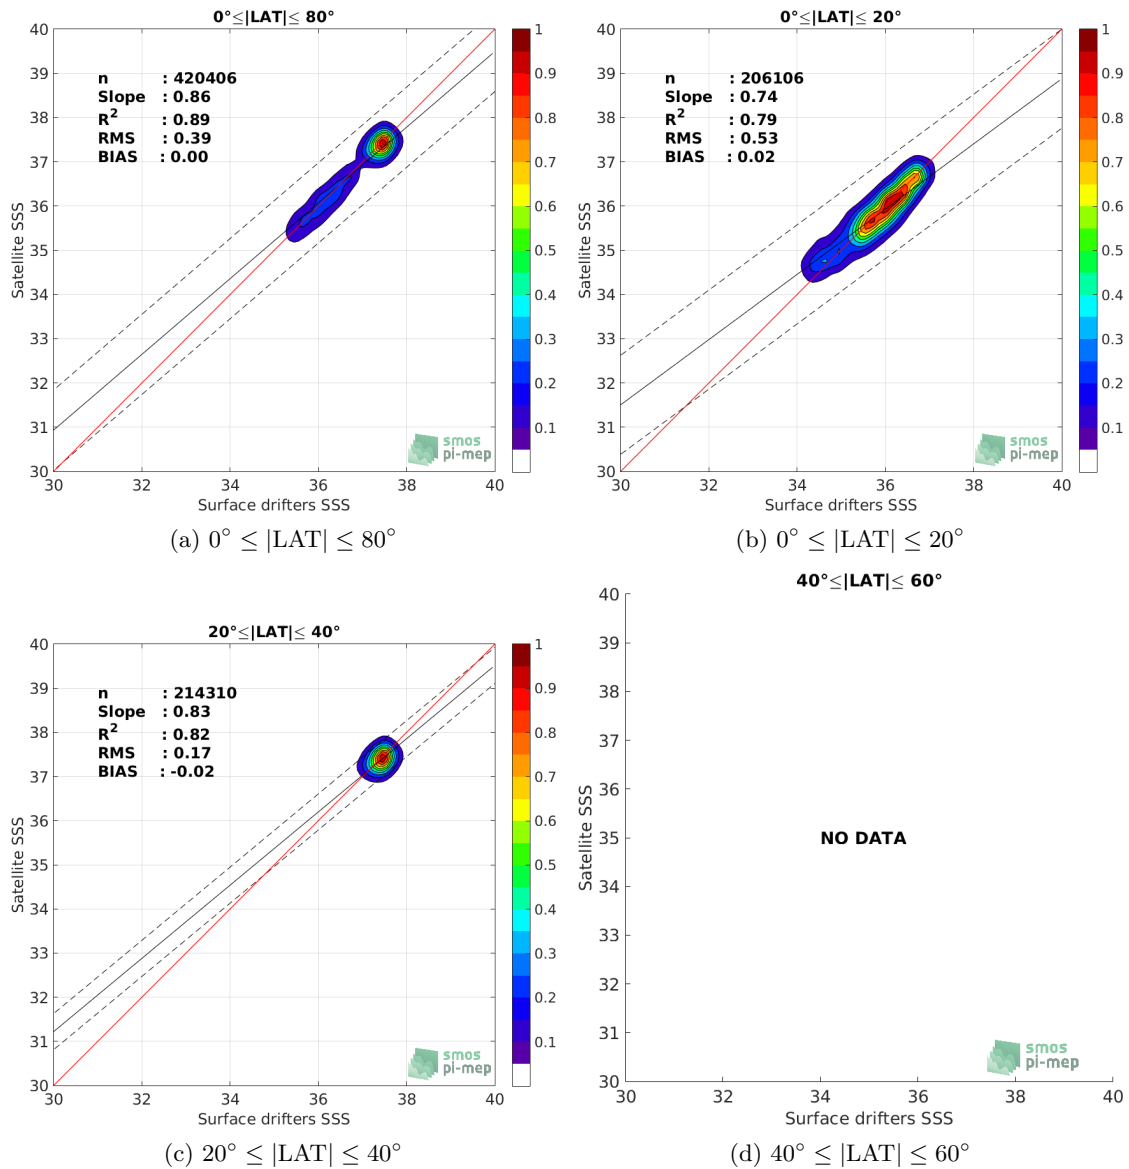 0°≤|LAT|≤ 80°
40
39
38
37
36
35
34
33
32
31
30
Satellite SSS
n : 420406
Slope : 0.86
R2 : 0.89
RMS : 0.39
BIAS : 0.00
smos
pi-mep
30 32 34 36 38 40
Surface drifters SSS
1
0.9
0.8
0.7
0.6
0.5
0.4
0.3
0.2
0.1
(a) 0° ≤ |LAT| ≤ 80°
0°≤|LAT|≤ 20°
40
39
38
37
36
35
34
33
32
31
30
Satellite SSS
n : 206106
Slope : 0.74
R2 : 0.79
RMS : 0.53
BIAS : 0.02
smos
pi-mep
30 32 34 36 38 40
Surface drifters SSS
1
0.9
0.8
0.7
0.6
0.5
0.4
0.3
0.2
0.1
(b) 0° ≤ |LAT| ≤ 20°
20°≤|LAT|≤ 40°
40
39
38
37
36
35
34
33
32
31
30
Satellite SSS
n : 214310
Slope : 0.83
R2 : 0.82
RMS : 0.17
BIAS : -0.02
smos
pi-mep
30 32 34 36 38 40
Surface drifters SSS
1
0.9
0.8
0.7
0.6
0.5
0.4
0.3
0.2
0.1
(c) 20° ≤ |LAT| ≤ 40°
40°≤|LAT|≤ 60°
40
39
38
37
36
35
34
33
32
31
30
Satellite SSS
NO DATA
smos
pi-mep
30 32 34 36 38 40
Surface drifters SSS
(d) 40° ≤ |LAT| ≤ 60°